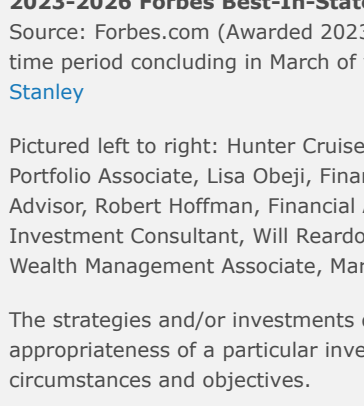 2023-2026 Forbes Best-In-State
Source: Forbes.com (Awarded 2023
time period concluding in March of
Stanley
Pictured left to right: Hunter Cruise
Portfolio Associate, Lisa Obeji, Finan
Advisor, Robert Hoffman, Financial
Investment Consultant, Will Reardo
Wealth Management Associate, Mar
The strategies and/or investments
appropriateness of a particular inve
circumstances and objectives.